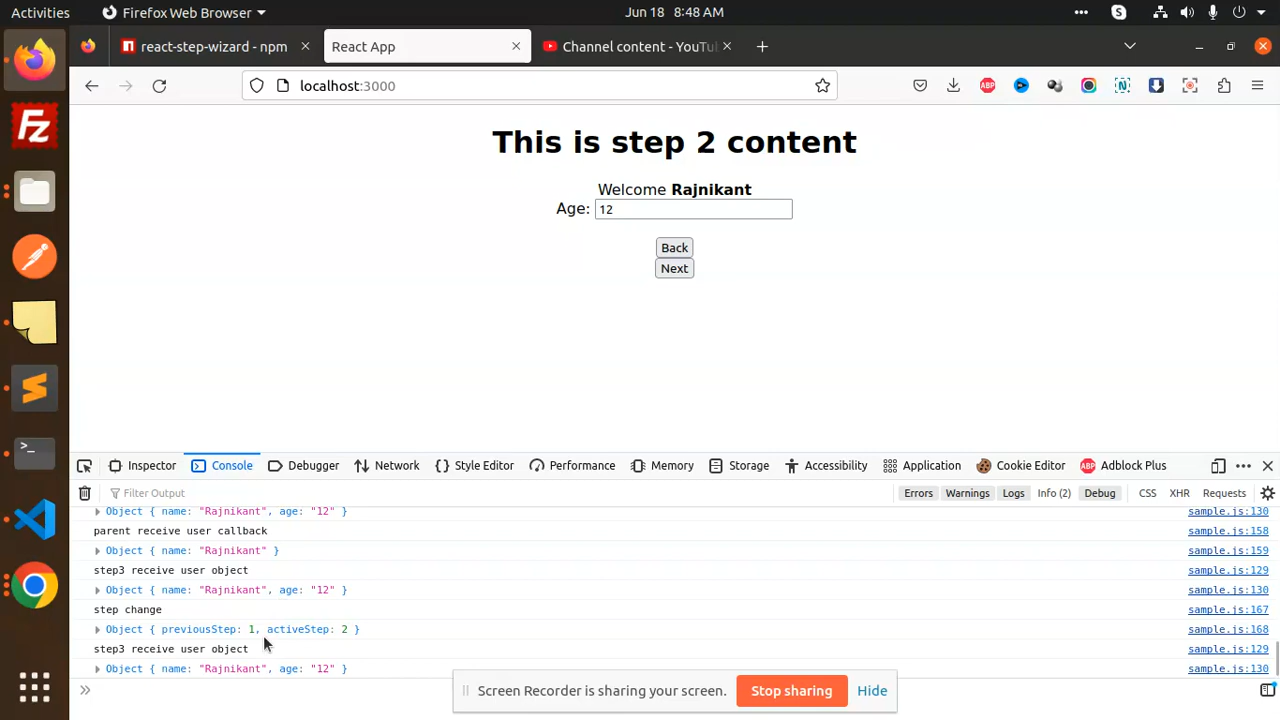 Activities Firefox Web Browser Jun 18 8:48 AM
react-step-wizard - npm React App Channel content - YouTu
localhost:3000
This is step 2 content
Welcome Rajnikant
Age: 12
Back
Next
Inspector Console Debugger Network Style Editor Performance Memory Storage Accessibility Application Cookie Editor Adblock Plus
Filter Output Errors Warnings Logs Info (2) Debug CSS XHR Requests
Object { name: "Rajnikant", age: "12" } sample.js:130
parent receive user callback sample.js:158
Object { name: "Rajnikant" } sample.js:159
step3 receive user object sample.js:129
Object { name: "Rajnikant", age: "12" } sample.js:130
step change sample.js:167
Object { previousStep: 1, activeStep: 2 } sample.js:168
step3 receive user object sample.js:129
Object { name: "Rajnikant", age: "12" } sample.js:130
Screen Recorder is sharing your screen. Stop sharing Hide